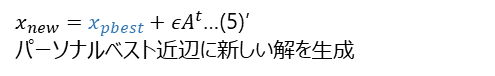 x_new = x_pbest + ϵA^t…(5)′
パーソナルベスト近辺に新しい解を生成